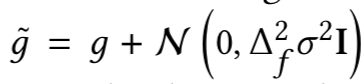 g̃ = g + 𝒩 (0, Δ_f^2 σ^2 𝐈)